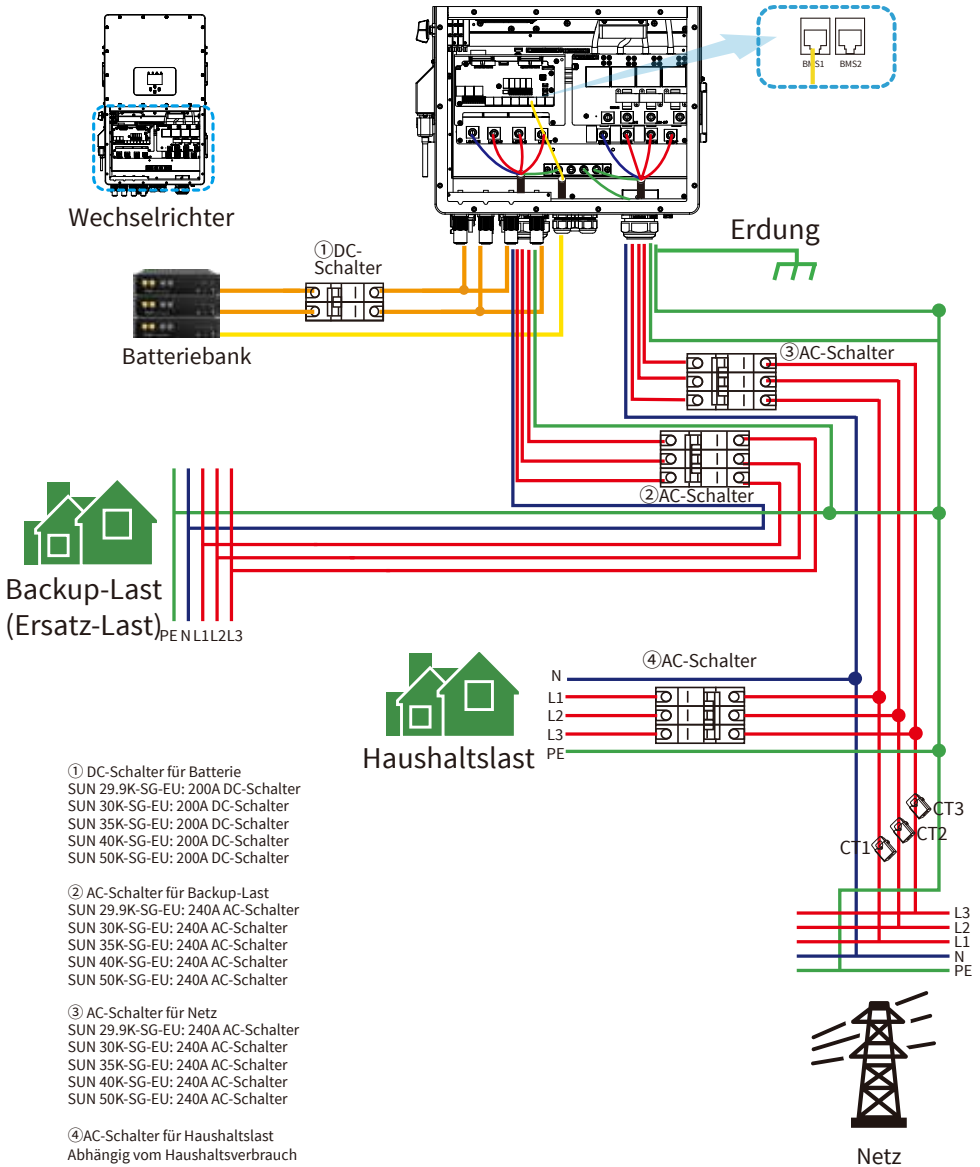 BMS1 BMS2
Wechselrichter
Erdung
①DC-
Schalter
Batteriebank
③AC-Schalter
②AC-Schalter
Backup-Last
(Ersatz-Last)
PE N L1 L2 L3
④AC-Schalter
N
L1
L2
L3
PE
Haushaltslast
① DC-Schalter für Batterie
SUN 29.9K-SG-EU: 200A DC-Schalter
SUN 30K-SG-EU: 200A DC-Schalter
SUN 35K-SG-EU: 200A DC-Schalter
SUN 40K-SG-EU: 200A DC-Schalter
SUN 50K-SG-EU: 200A DC-Schalter
② AC-Schalter für Backup-Last
SUN 29.9K-SG-EU: 240A AC-Schalter
SUN 30K-SG-EU: 240A AC-Schalter
SUN 35K-SG-EU: 240A AC-Schalter
SUN 40K-SG-EU: 240A AC-Schalter
SUN 50K-SG-EU: 240A AC-Schalter
③ AC-Schalter für Netz
SUN 29.9K-SG-EU: 240A AC-Schalter
SUN 30K-SG-EU: 240A AC-Schalter
SUN 35K-SG-EU: 240A AC-Schalter
SUN 40K-SG-EU: 240A AC-Schalter
SUN 50K-SG-EU: 240A AC-Schalter
④AC-Schalter für Haushaltslast
Abhängig vom Haushaltsverbrauch
CT3
CT2
CT1
L3
L2
L1
N
PE
Netz